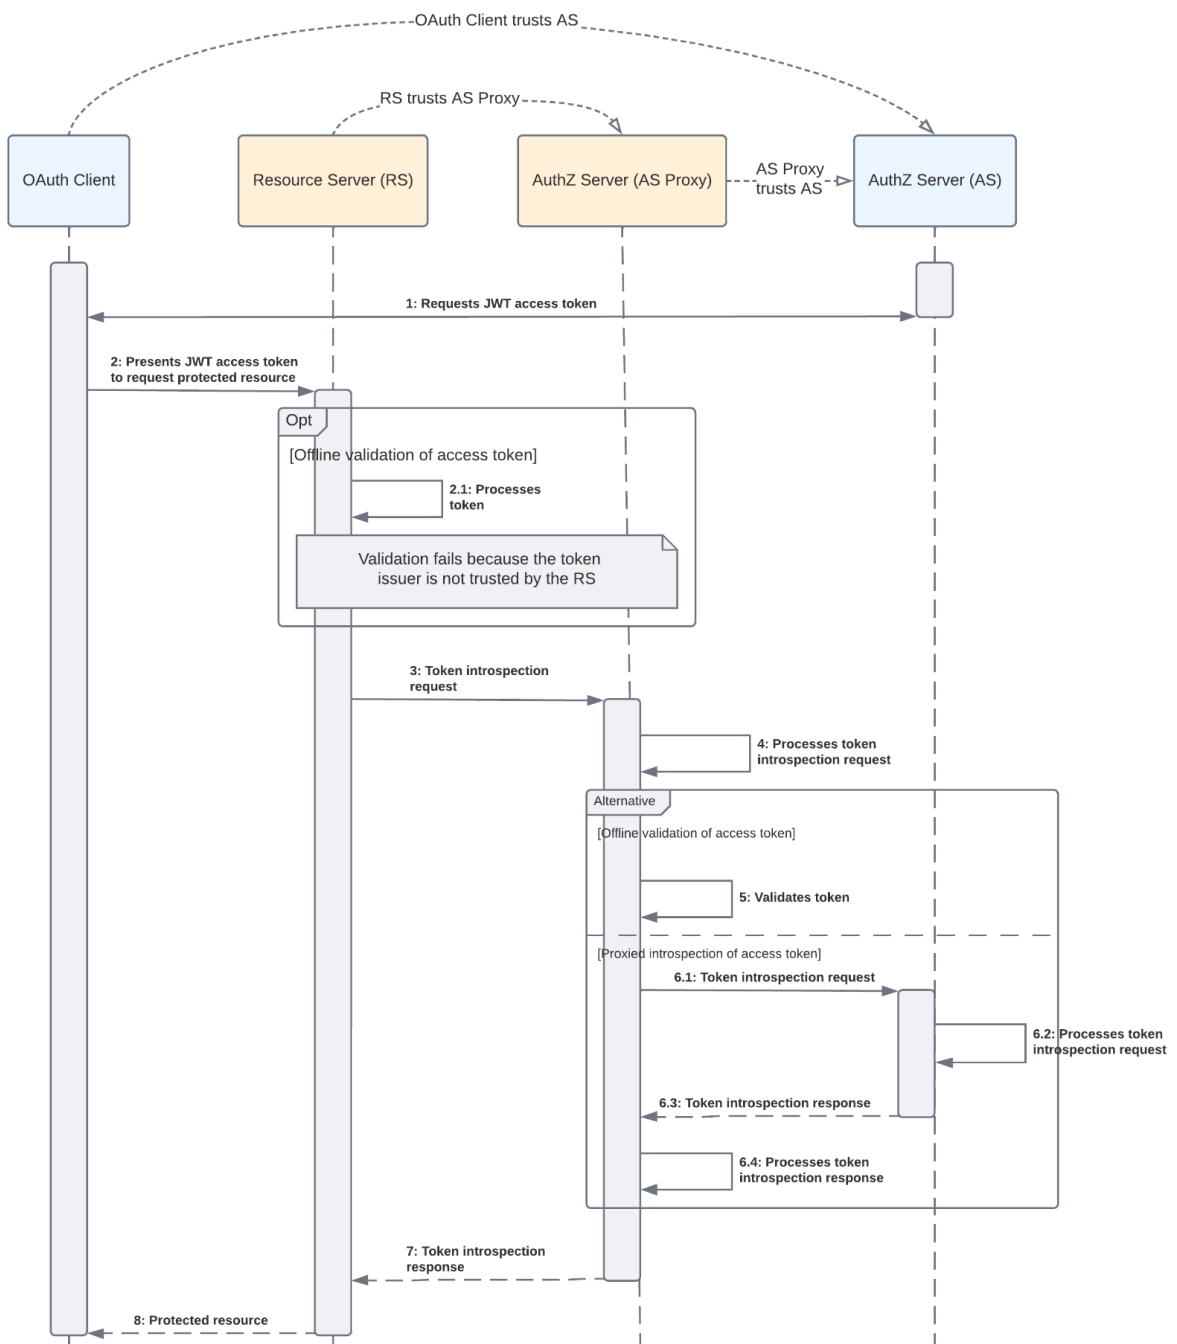 OAuth Client trusts AS
RS trusts AS Proxy
OAuth Client
Resource Server (RS)
AuthZ Server (AS Proxy)
AS Proxy
trusts AS
AuthZ Server (AS)
1: Requests JWT access token
2: Presents JWT access token
to request protected resource
Opt
[Offline validation of access token]
2.1: Processes
token
Validation fails because the token
issuer is not trusted by the RS
3: Token introspection
request
4: Processes token
introspection request
Alternative
[Offline validation of access token]
5: Validates token
[Proxied introspection of access token]
6.1: Token introspection request
6.2: Processes token
introspection request
6.3: Token introspection response
6.4: Processes token
introspection response
7: Token introspection
response
8: Protected resource